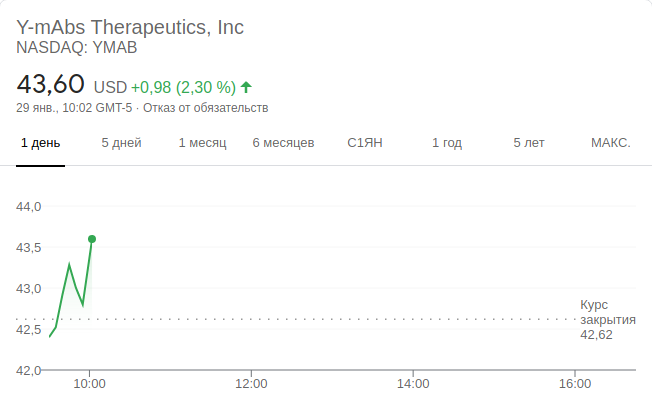 Y-mAbs Therapeutics, Inc
NASDAQ: YMAB
43,60 USD +0,98 (2,30 %)
29 янв., 10:02 GMT-5 · Отказ от обязательств
1 день 5 дней 1 месяц 6 месяцев С1ЯН 1 год 5 лет МАКС.
44,0
43,5
43,0
Курс
закрытия
42,62
42,5
42,0
10:00 12:00 14:00 16:00